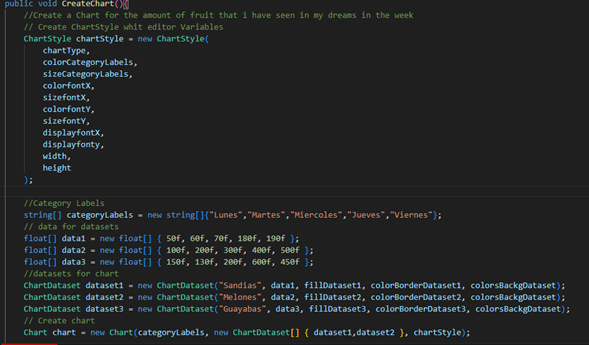 public void CreateChart(){
//Create a Chart for the amount of fruit that i have seen in my dreams in the week
// Create ChartStyle whit editor Variables
ChartStyle chartStyle = new ChartStyle(
chartType,
colorCategoryLabels,
sizeCategoryLabels,
colorfontX,
sizefontX,
colorfontY,
sizefontY,
displayfontX,
displayfonty,
width,
height
);
//Category Labels
string[] categoryLabels = new string[]{"Lunes","Martes","Miercoles","Jueves","Viernes"};
// data for datasets
float[] data1 = new float[] { 50f, 60f, 70f, 180f, 190f };
float[] data2 = new float[] { 100f, 200f, 300f, 400f, 500f };
float[] data3 = new float[] { 150f, 130f, 200f, 600f, 450f };
//datasets for chart
ChartDataset dataset1 = new ChartDataset("Sandias", data1, fillDataset1, colorBorderDataset1, colorsBackgDataset);
ChartDataset dataset2 = new ChartDataset("Melones", data2, fillDataset2, colorBorderDataset2, colorsBackgDataset);
ChartDataset dataset3 = new ChartDataset("Guayabas", data3, fillDataset3, colorBorderDataset3, colorsBackgDataset);
// Create chart
Chart chart = new Chart(categoryLabels, new ChartDataset[] { dataset1,dataset2 }, chartStyle);